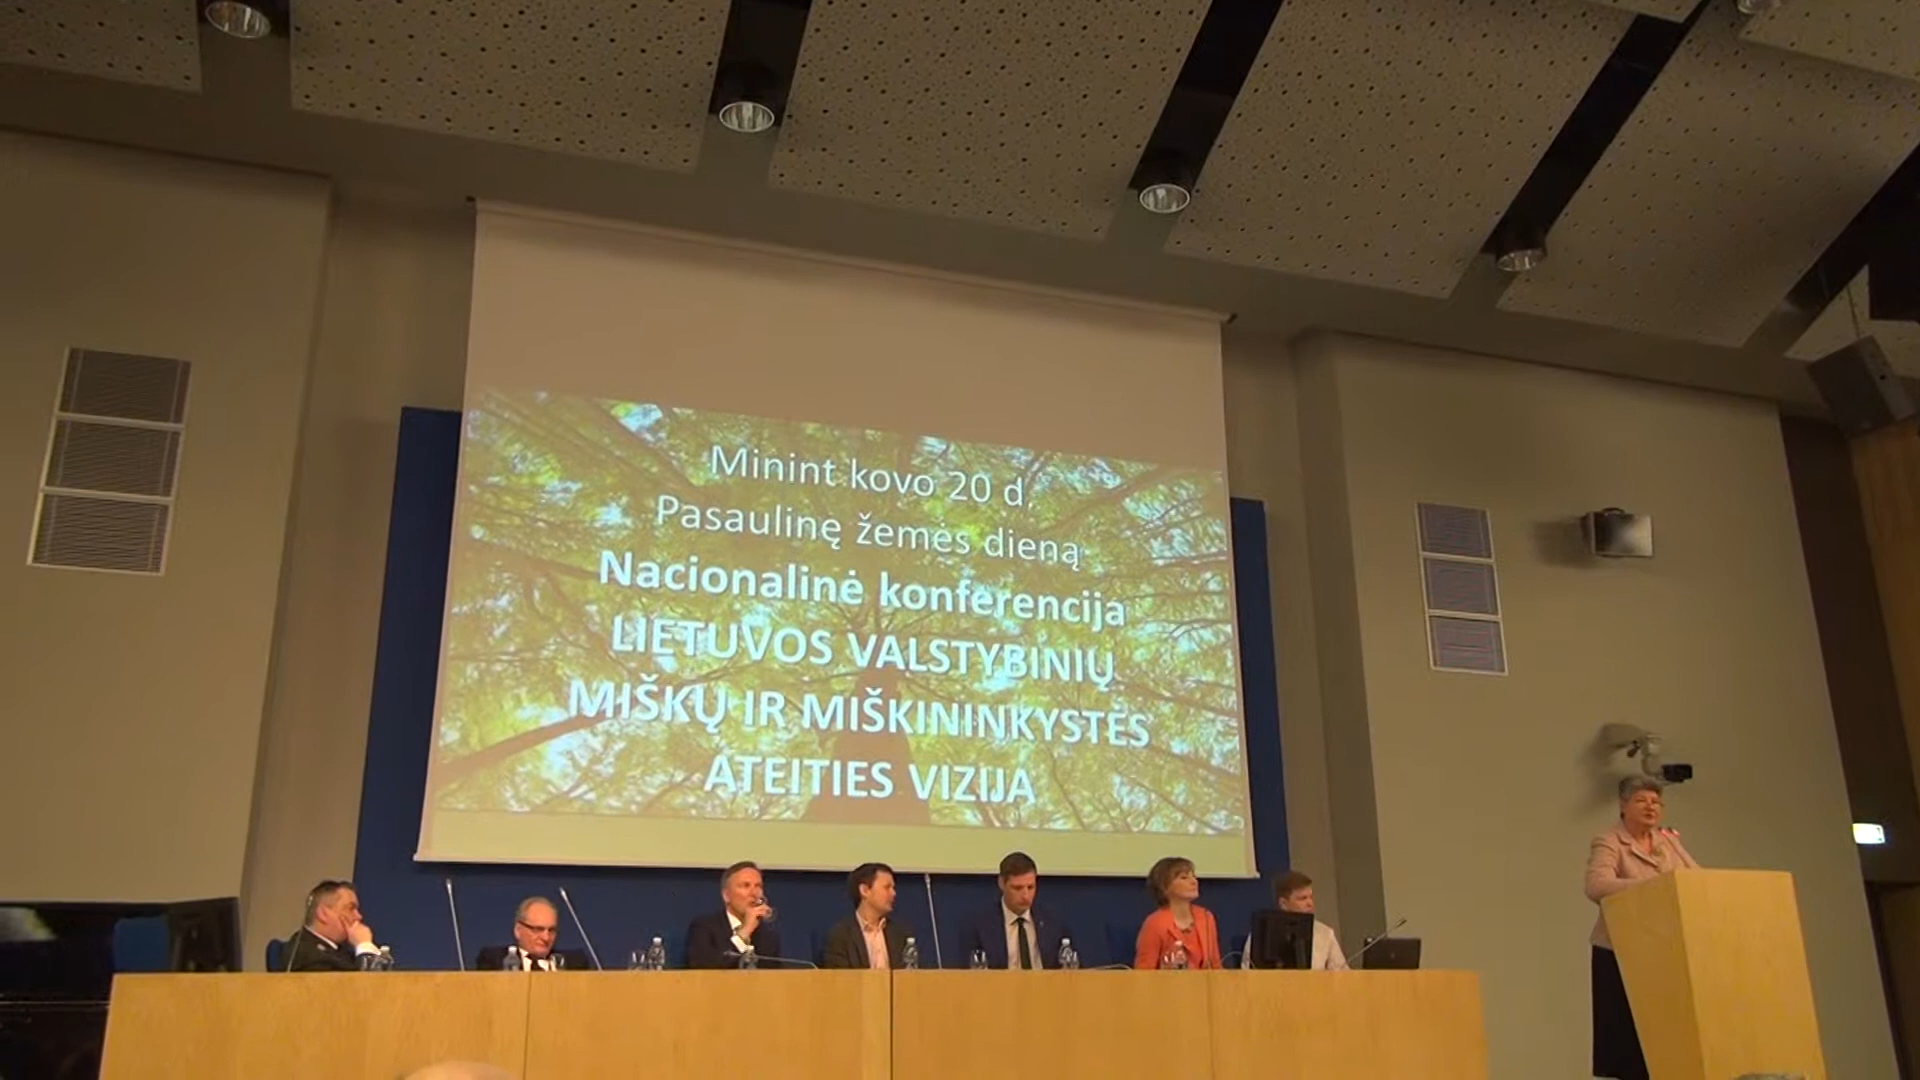 Minint kovo 20 d.
Pasaulinę žemės dieną
Nacionalinė konferencija
LIETUVOS VALSTYBINIŲ
MIŠKŲ IR MIŠKININKYSTĖS
ATEITIES VIZIJA